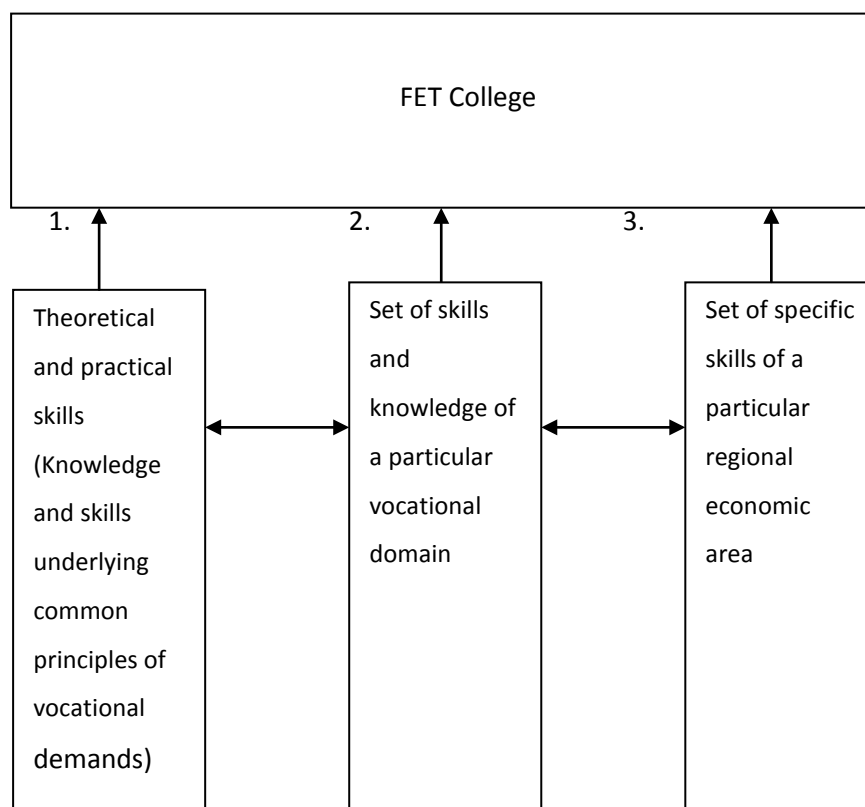 FET College
1.
2.
3.
Theoretical
and practical
skills
(Knowledge
and skills
underlying
common
principles of
vocational
demands)
Set of skills
and
knowledge of
a particular
vocational
domain
Set of specific
skills of a
particular
regional
economic
area